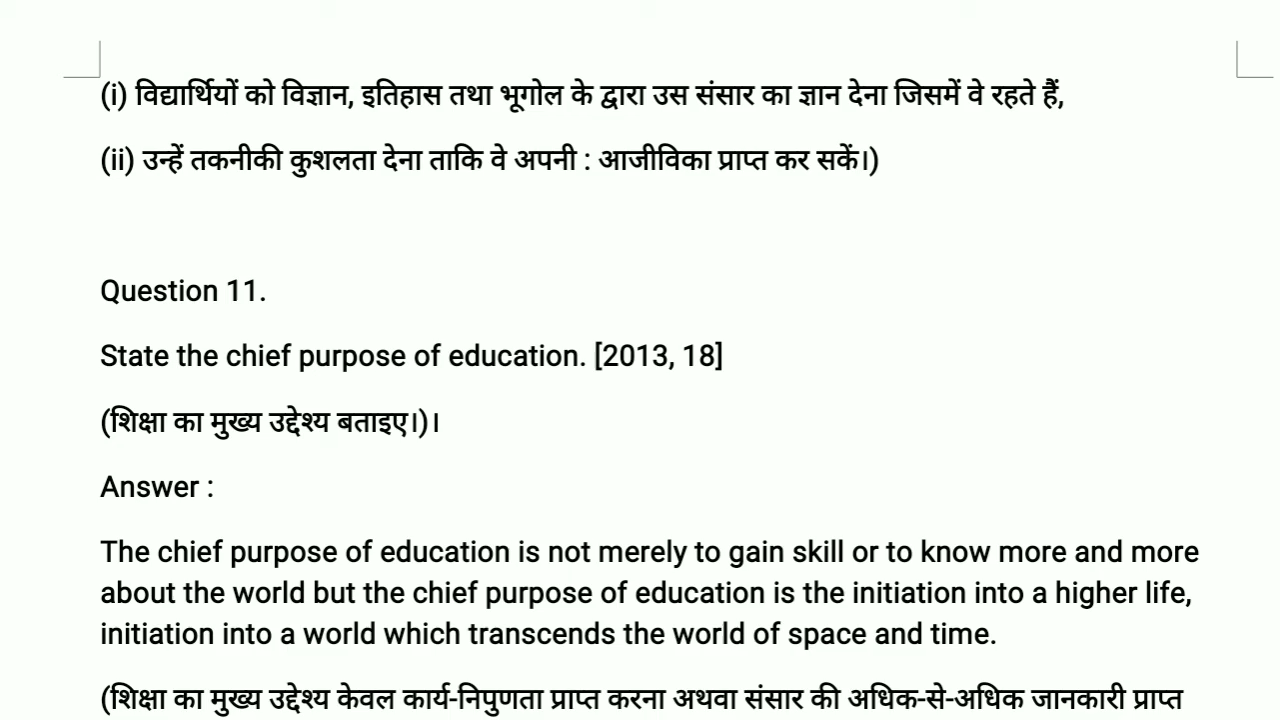 (i) विद्यार्थियों को विज्ञान, इतिहास तथा भूगोल के द्वारा उस संसार का ज्ञान देना जिसमें वे रहते हैं,
(ii) उन्हें तकनीकी कुशलता देना ताकि वे अपनी : आजीविका प्राप्त कर सकें।)
Question 11.
State the chief purpose of education. [2013, 18]
(शिक्षा का मुख्य उद्देश्य बताइए।)।
Answer :
The chief purpose of education is not merely to gain skill or to know more and more
about the world but the chief purpose of education is the initiation into a higher life,
initiation into a world which transcends the world of space and time.
(शिक्षा का मुख्य उद्देश्य केवल कार्य-निपुणता प्राप्त करना अथवा संसार की अधिक-से-अधिक जानकारी प्राप्त